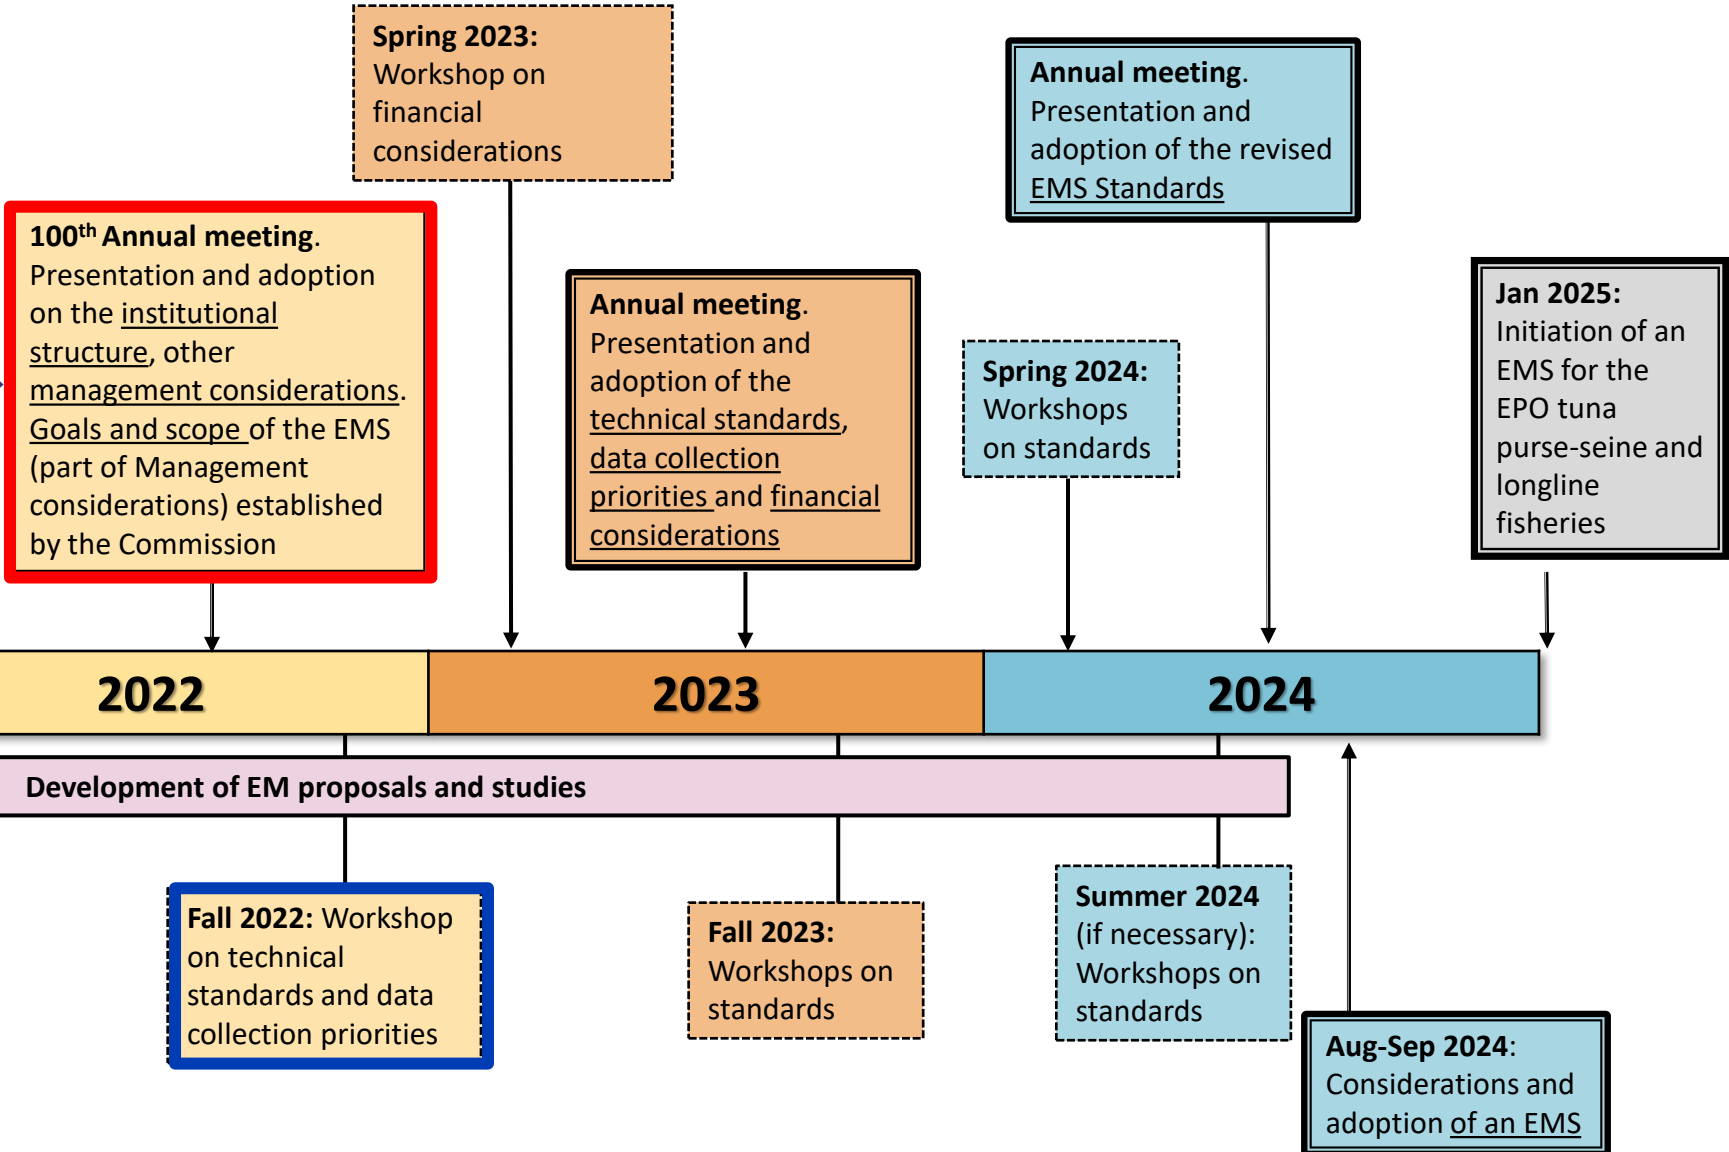 Spring 2023:
Workshop on
financial
considerations
Annual meeting.
Presentation and
adoption of the revised
EMS Standards
100th Annual meeting.
Presentation and adoption
on the institutional
structure, other
management considerations.
Goals and scope of the EMS
(part of Management
considerations) established
by the Commission
Annual meeting.
Presentation and
adoption of the
technical standards,
data collection
priorities and financial
considerations
Spring 2024:
Workshops
on standards
Jan 2025:
Initiation of an
EMS for the
EPO tuna
purse-seine and
longline
fisheries
2022
2023
2024
Development of EM proposals and studies
Fall 2022: Workshop
on technical
standards and data
collection priorities
Fall 2023:
Workshops on
standards
Summer 2024
(if necessary):
Workshops on
standards
Aug-Sep 2024:
Considerations and
adoption of an EMS